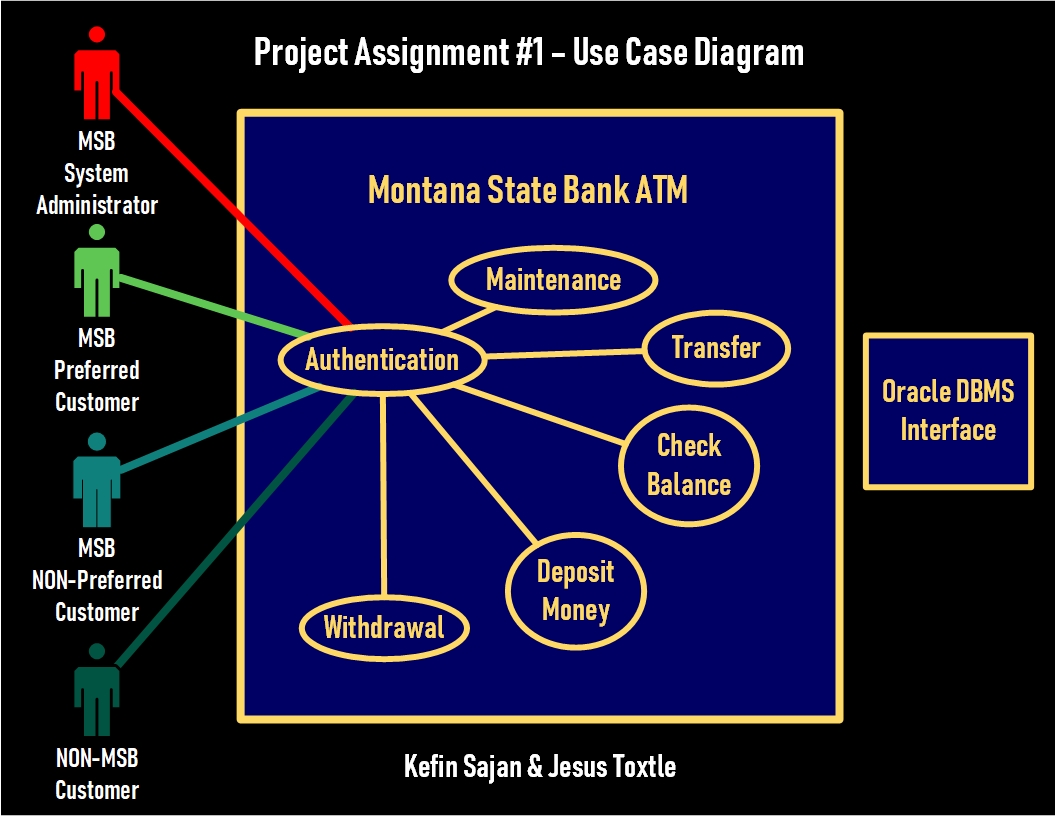 Project Assignment #1 – Use Case Diagram
MSB
System
Administrator
MSB
Preferred
Customer
MSB
NON-Preferred
Customer
NON-MSB
Customer
Montana State Bank ATM
Maintenance
Authentication
Transfer
Check
Balance
Deposit
Money
Withdrawal
Oracle DBMS
Interface
Kefin Sajan & Jesus Toxtle